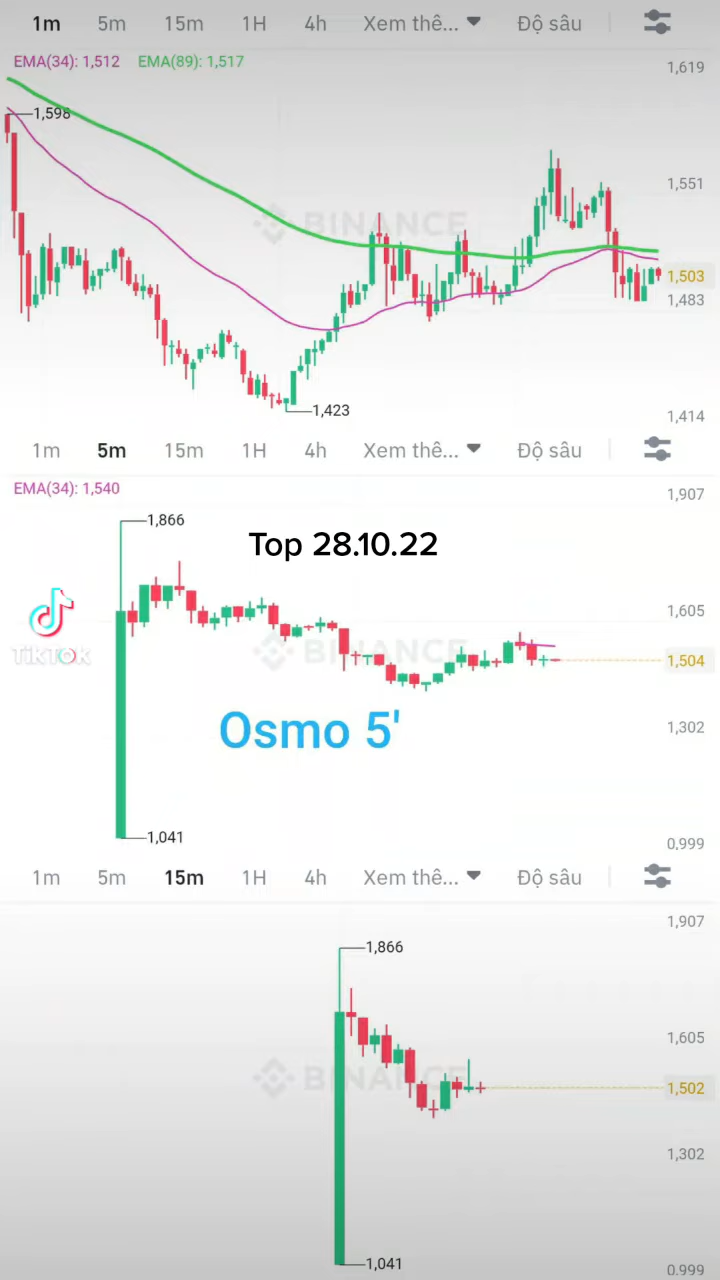 1m 5m 15m 1H 4h Xem thê... Độ sâu
EMA(34): 1,512 EMA(89): 1,517
1,619
1,598
1,551
BINANCE
1,503
1,483
1,423
1,414
1m 5m 15m 1H 4h Xem thê... Độ sâu
EMA(34): 1,540
1,907
1,866
Top 28.10.22
1,605
TikTok
BINANCE
1,504
Osmo 5'
1,302
1,041
0,999
1m 5m 15m 1H 4h Xem thê... Độ sâu
1,907
1,866
1,605
BINANCE
1,502
1,302
1,041
0,999